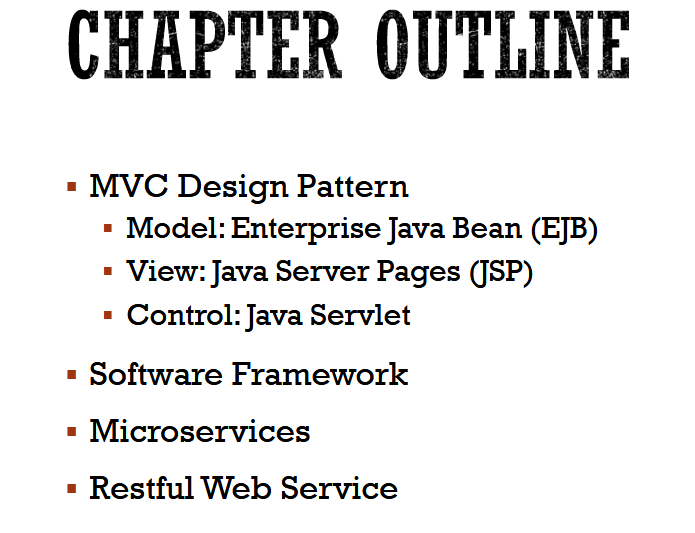 CHAPTER OUTLINE
MVC Design Pattern
Model: Enterprise Java Bean (EJB)
View: Java Server Pages (JSP)
Control: Java Servlet
Software Framework
Microservices
Restful Web Service